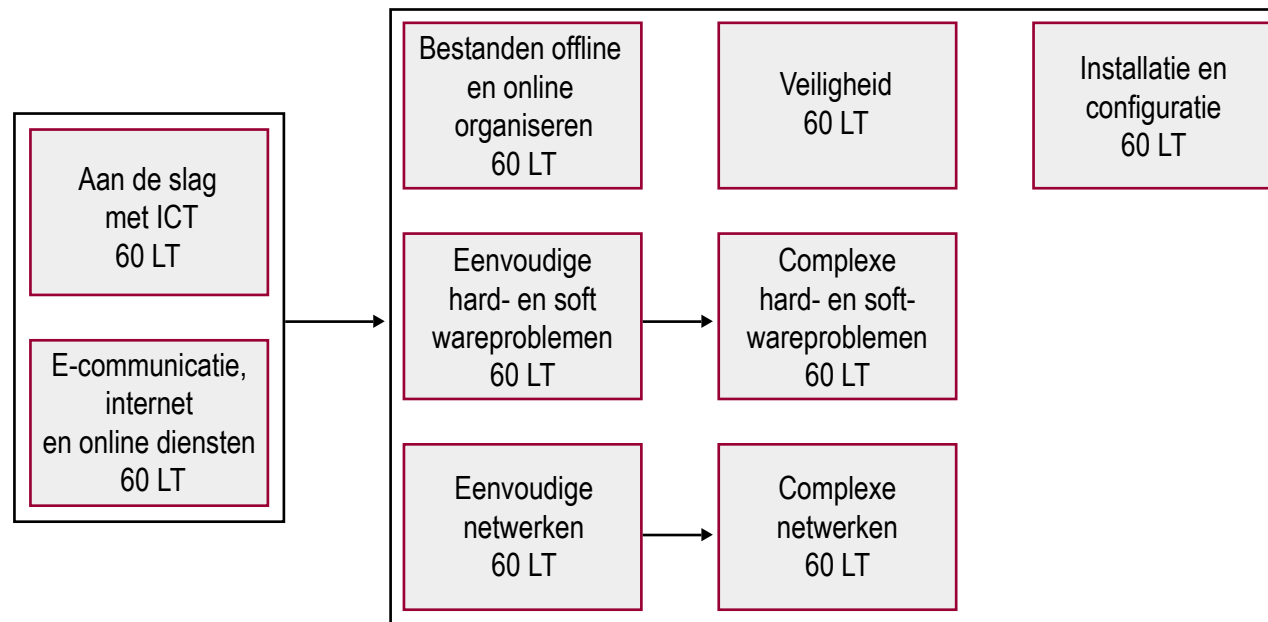 Aan de slag
met ICT
60 LT
E-communicatie,
internet
en online diensten
60 LT
Bestanden offline
en online
organiseren
60 LT
Veiligheid
60 LT
Installatie en
configuratie
60 LT
Eenvoudige
hard- en soft
wareproblemen
60 LT
Complexe
hard- en soft-
wareproblemen
60 LT
Eenvoudige
netwerken
60 LT
Complexe
netwerken
60 LT